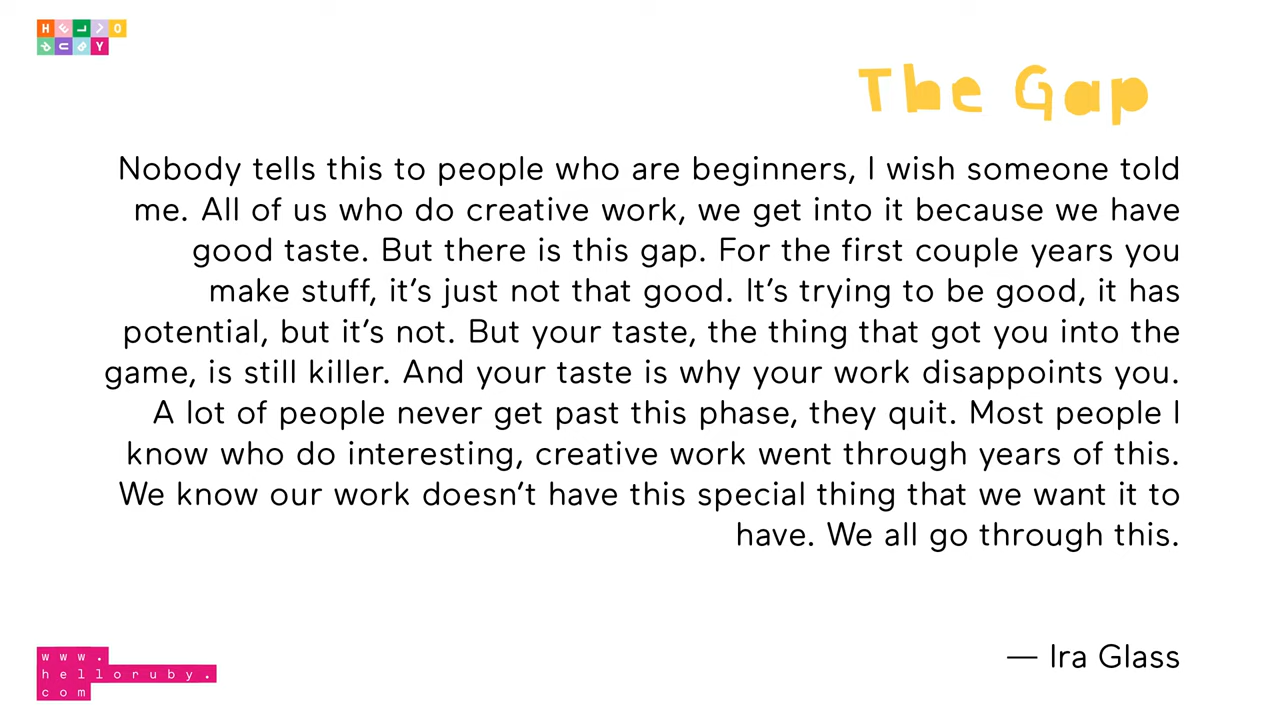 HELLO
RUBY
The Gap
Nobody tells this to people who are beginners, I wish someone told
me. All of us who do creative work, we get into it because we have
good taste. But there is this gap. For the first couple years you
make stuff, it’s just not that good. It’s trying to be good, it has
potential, but it’s not. But your taste, the thing that got you into the
game, is still killer. And your taste is why your work disappoints you.
A lot of people never get past this phase, they quit. Most people I
know who do interesting, creative work went through years of this.
We know our work doesn’t have this special thing that we want it to
have. We all go through this.
— Ira Glass
www.
helloruby.
com